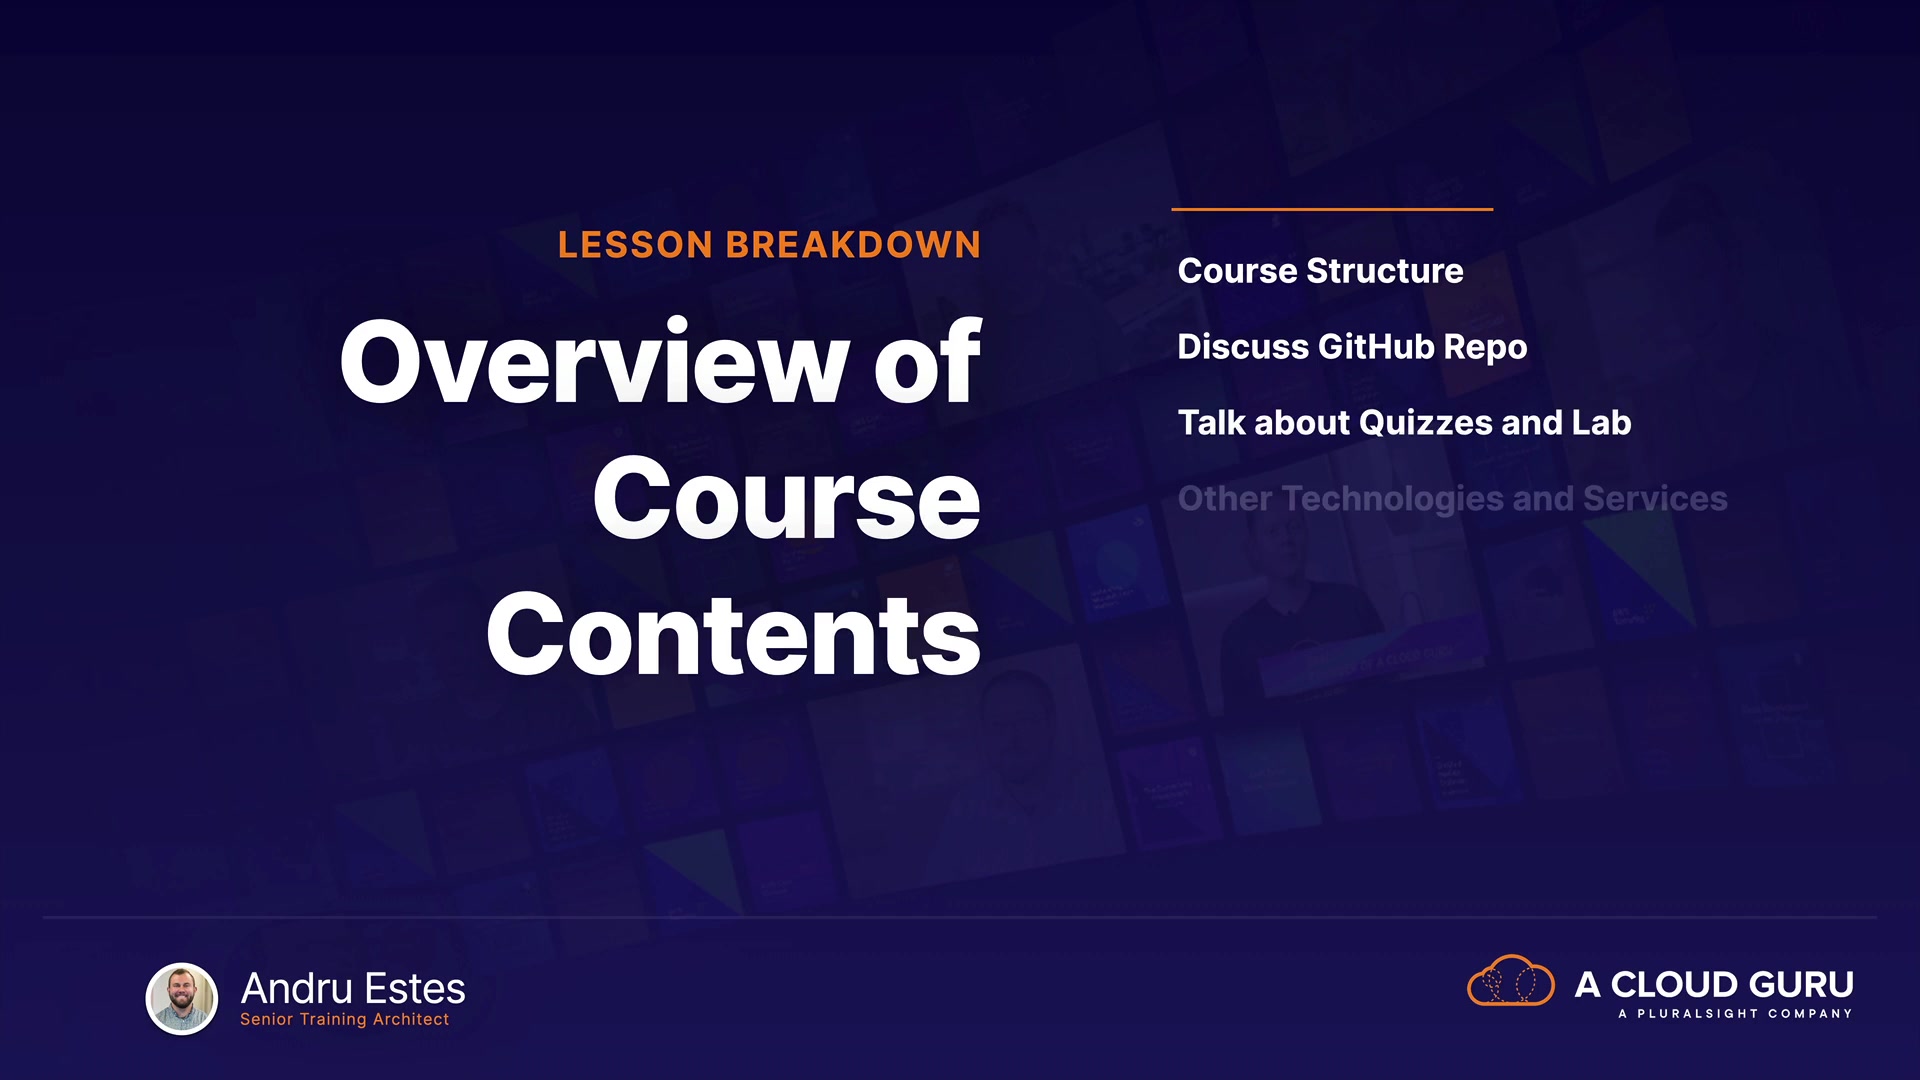 LESSON BREAKDOWN
Overview of
Course
Contents
Course Structure
Discuss GitHub Repo
Talk about Quizzes and Lab
Other Technologies and Services
Andru Estes
Senior Training Architect
A CLOUD GURU
A PLURALSIGHT COMPANY